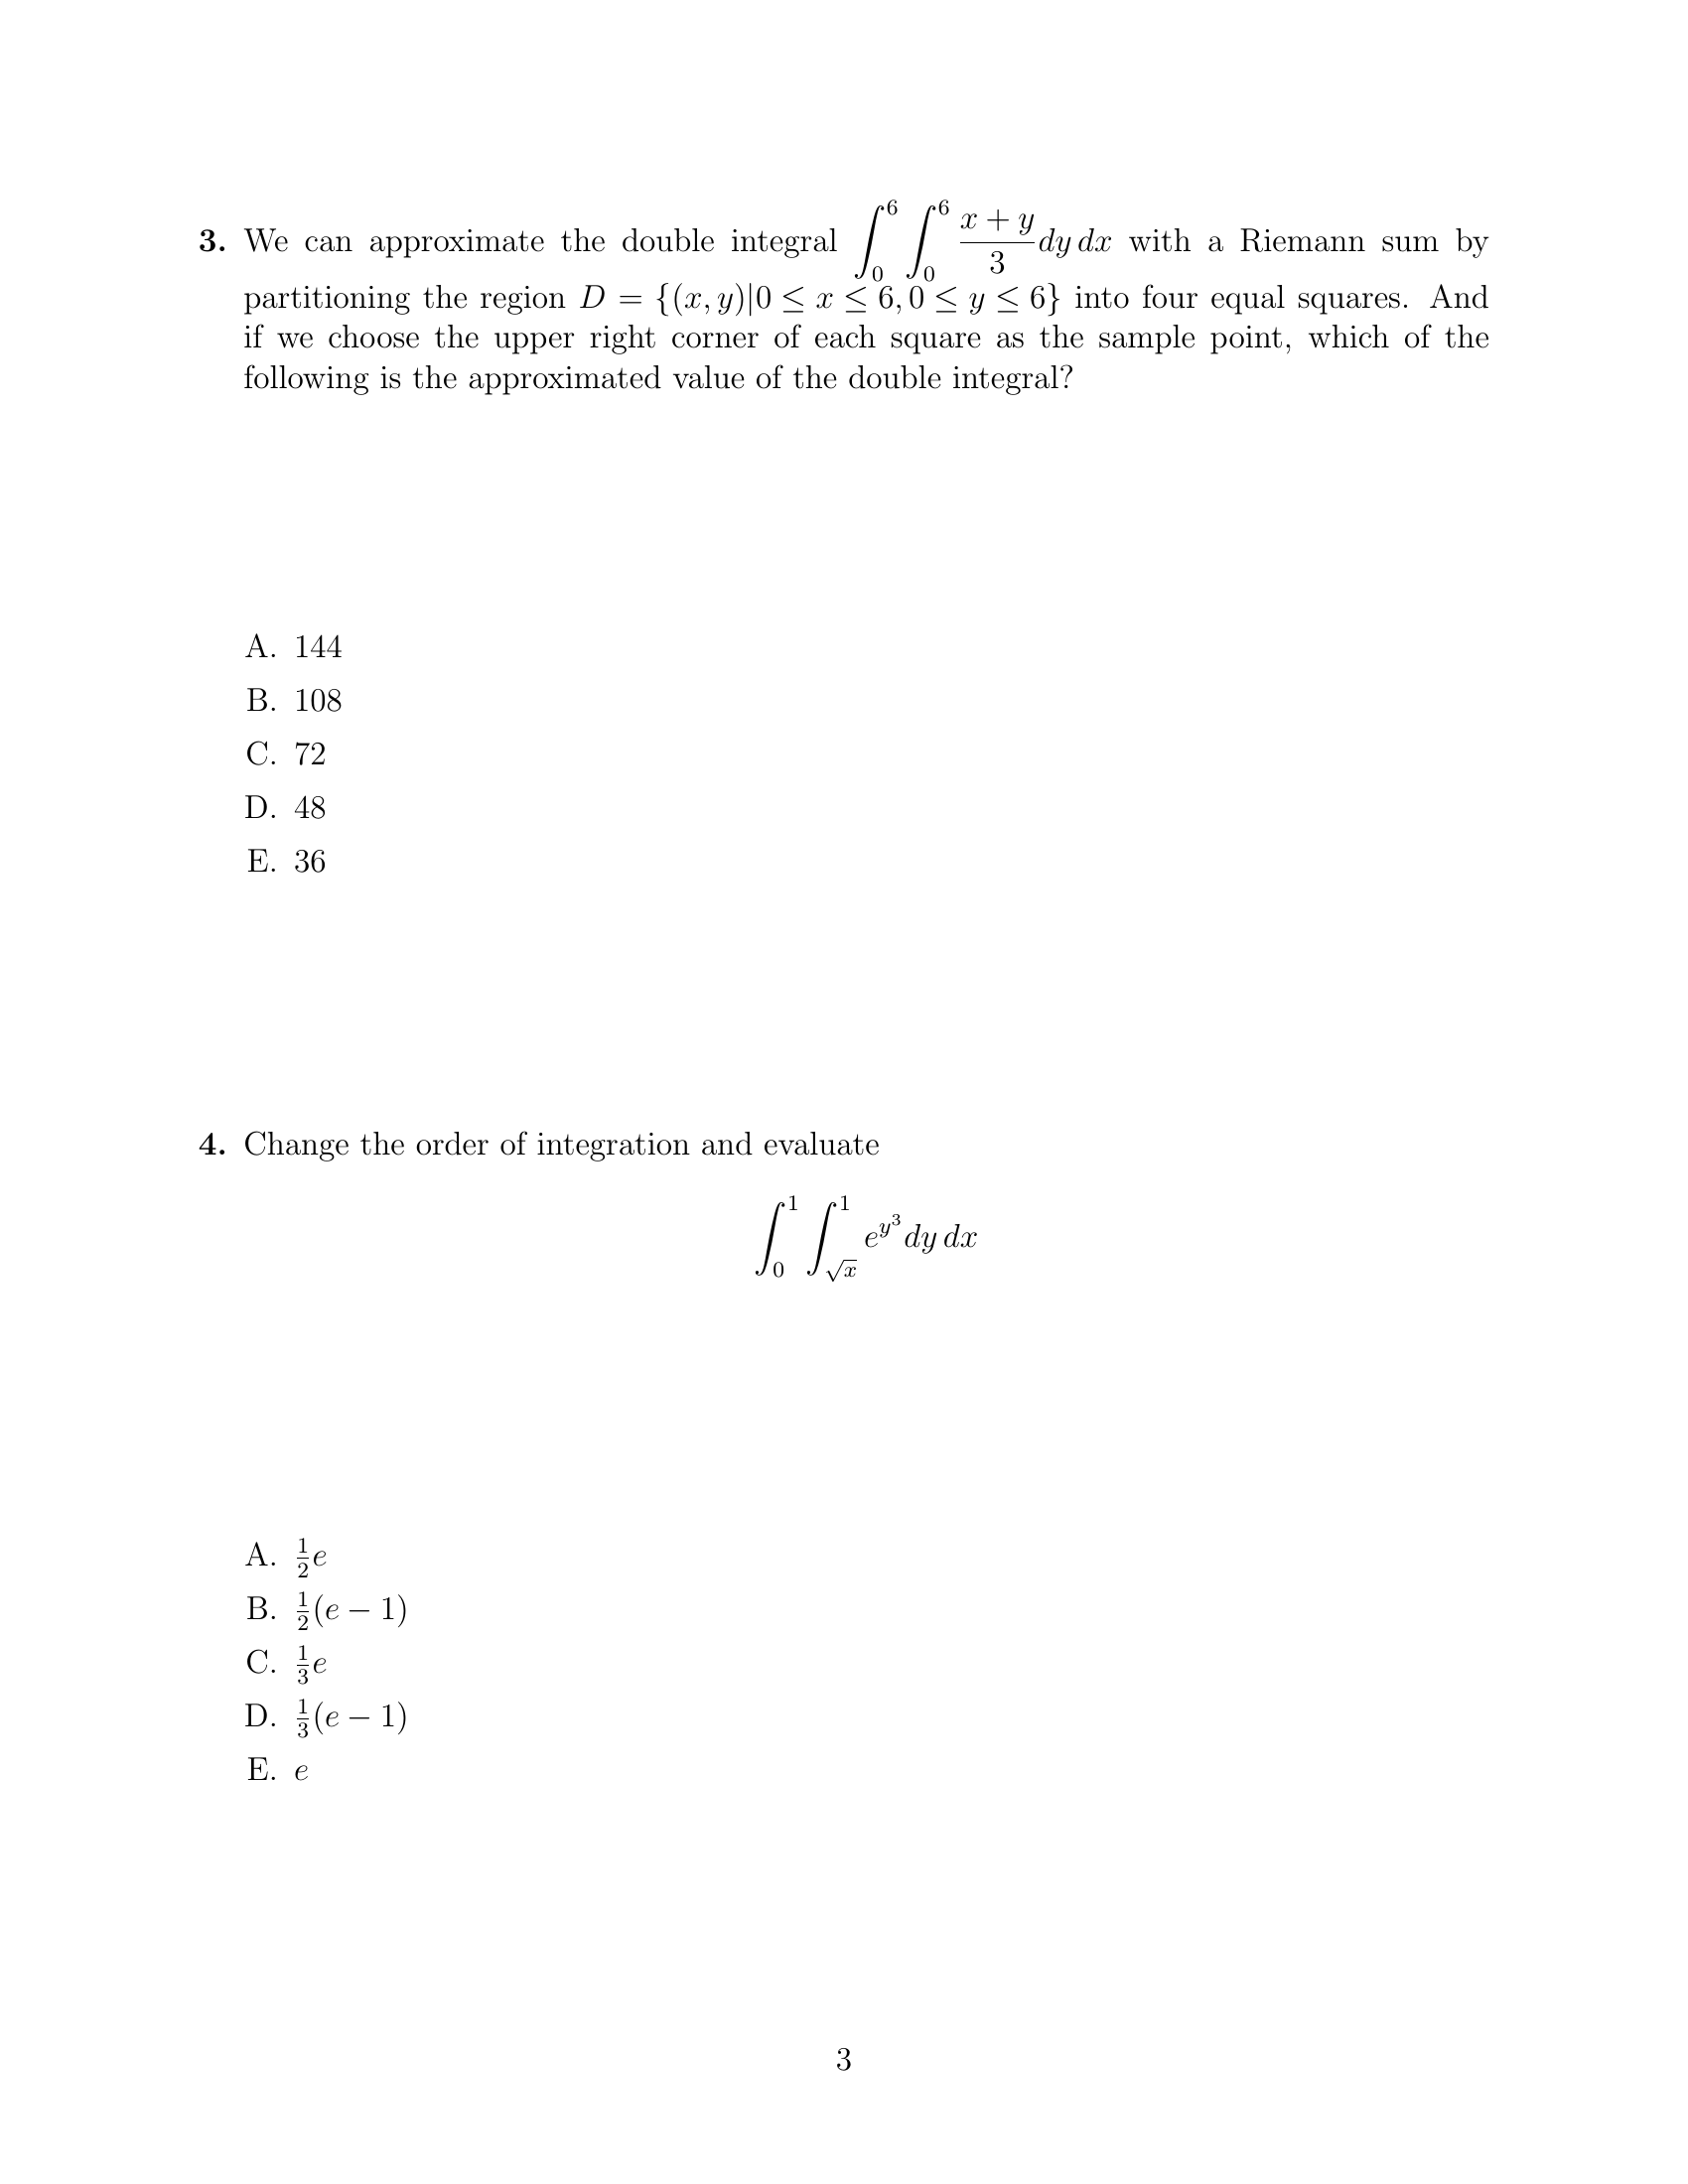 3. We can approximate the double integral $\int_0^6 \int_0^6 \frac{x+y}{3} dy\,dx$ with a Riemann sum by
partitioning the region $D = \{(x, y)|0 \leq x \leq 6, 0 \leq y \leq 6\}$ into four equal squares. And
if we choose the upper right corner of each square as the sample point, which of the
following is the approximated value of the double integral?
A. 144
B. 108
C. 72
D. 48
E. 36
4. Change the order of integration and evaluate
$\int_0^1 \int_{\sqrt{x}}^1 e^{y^3} dy\,dx$
A. $\frac{1}{2}e$
B. $\frac{1}{2}(e-1)$
C. $\frac{1}{3}e$
D. $\frac{1}{3}(e-1)$
E. $e$
3